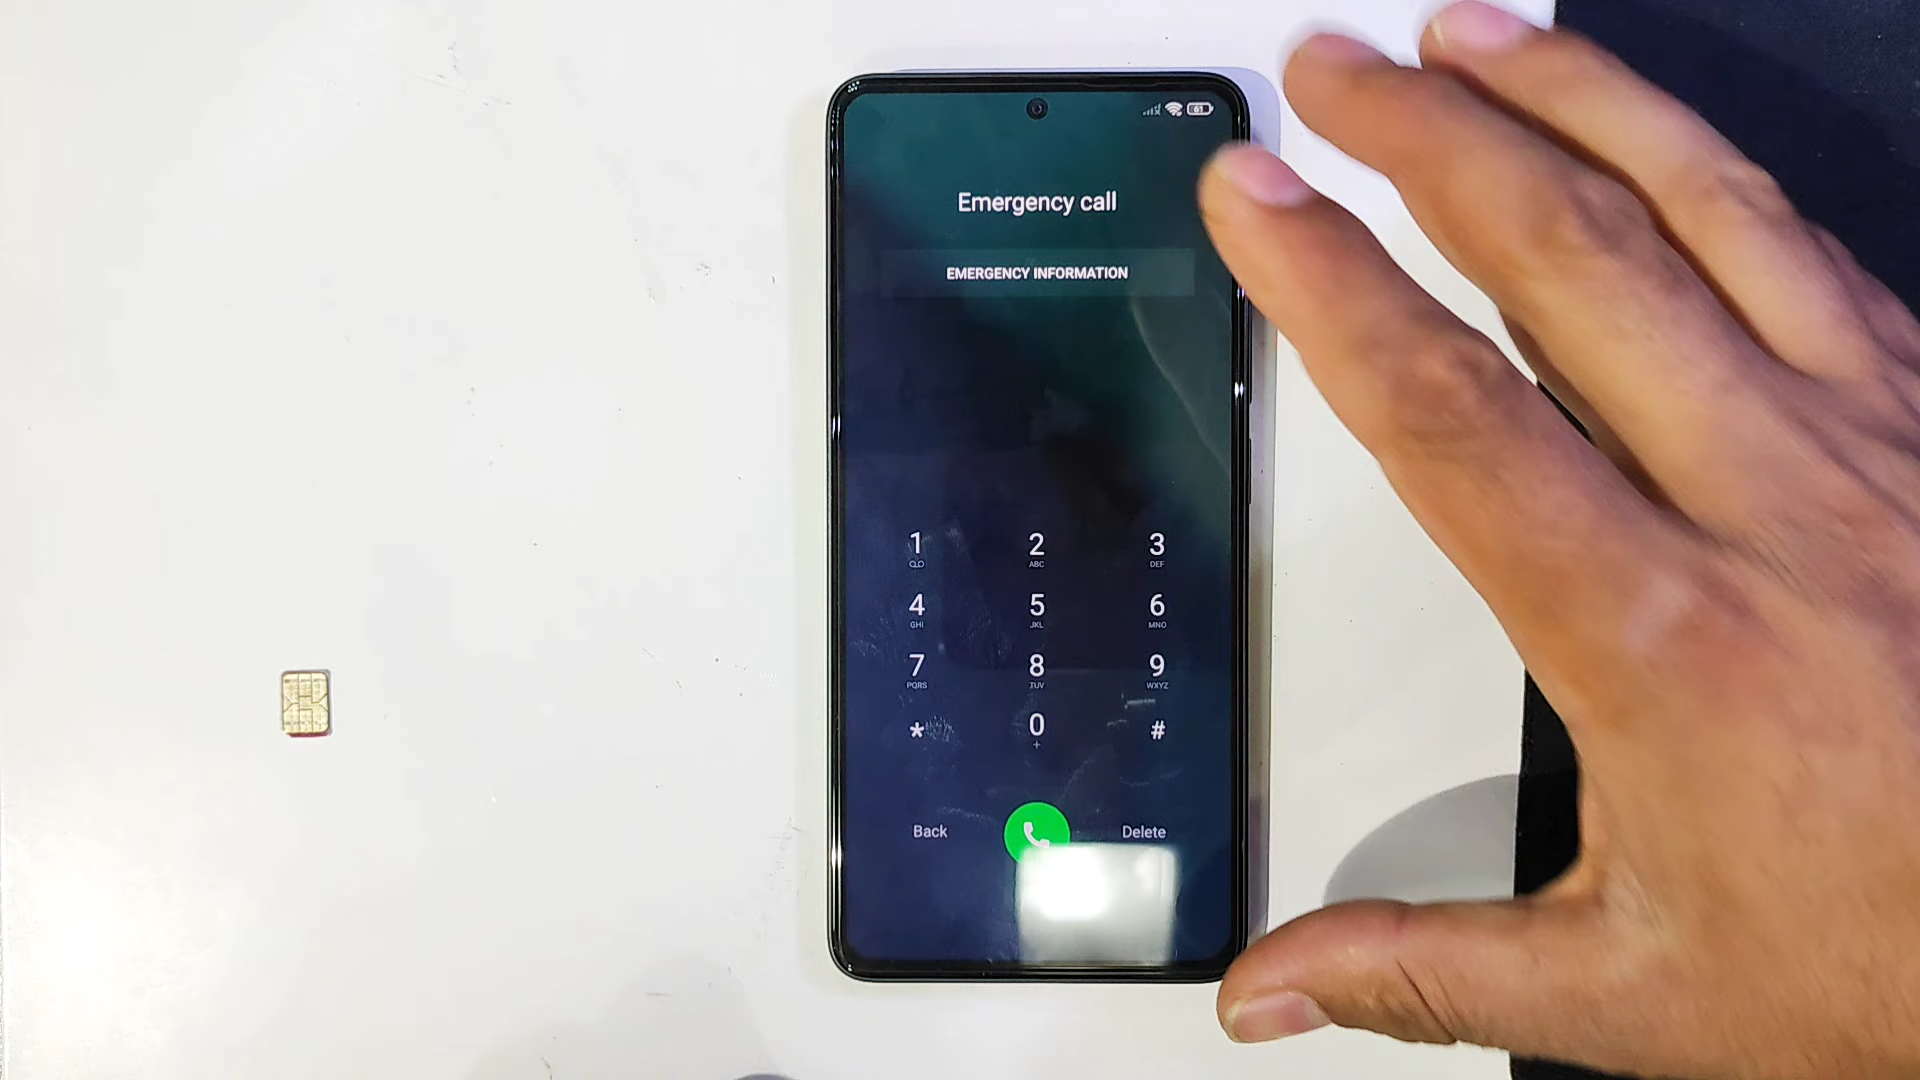 61
Emergency call
EMERGENCY INFORMATION
1 2 3
ABC DEF
4 5 6
GHI JKL MNO
7 8 9
PQRS TUV WXYZ
* 0 #
+
Back Delete